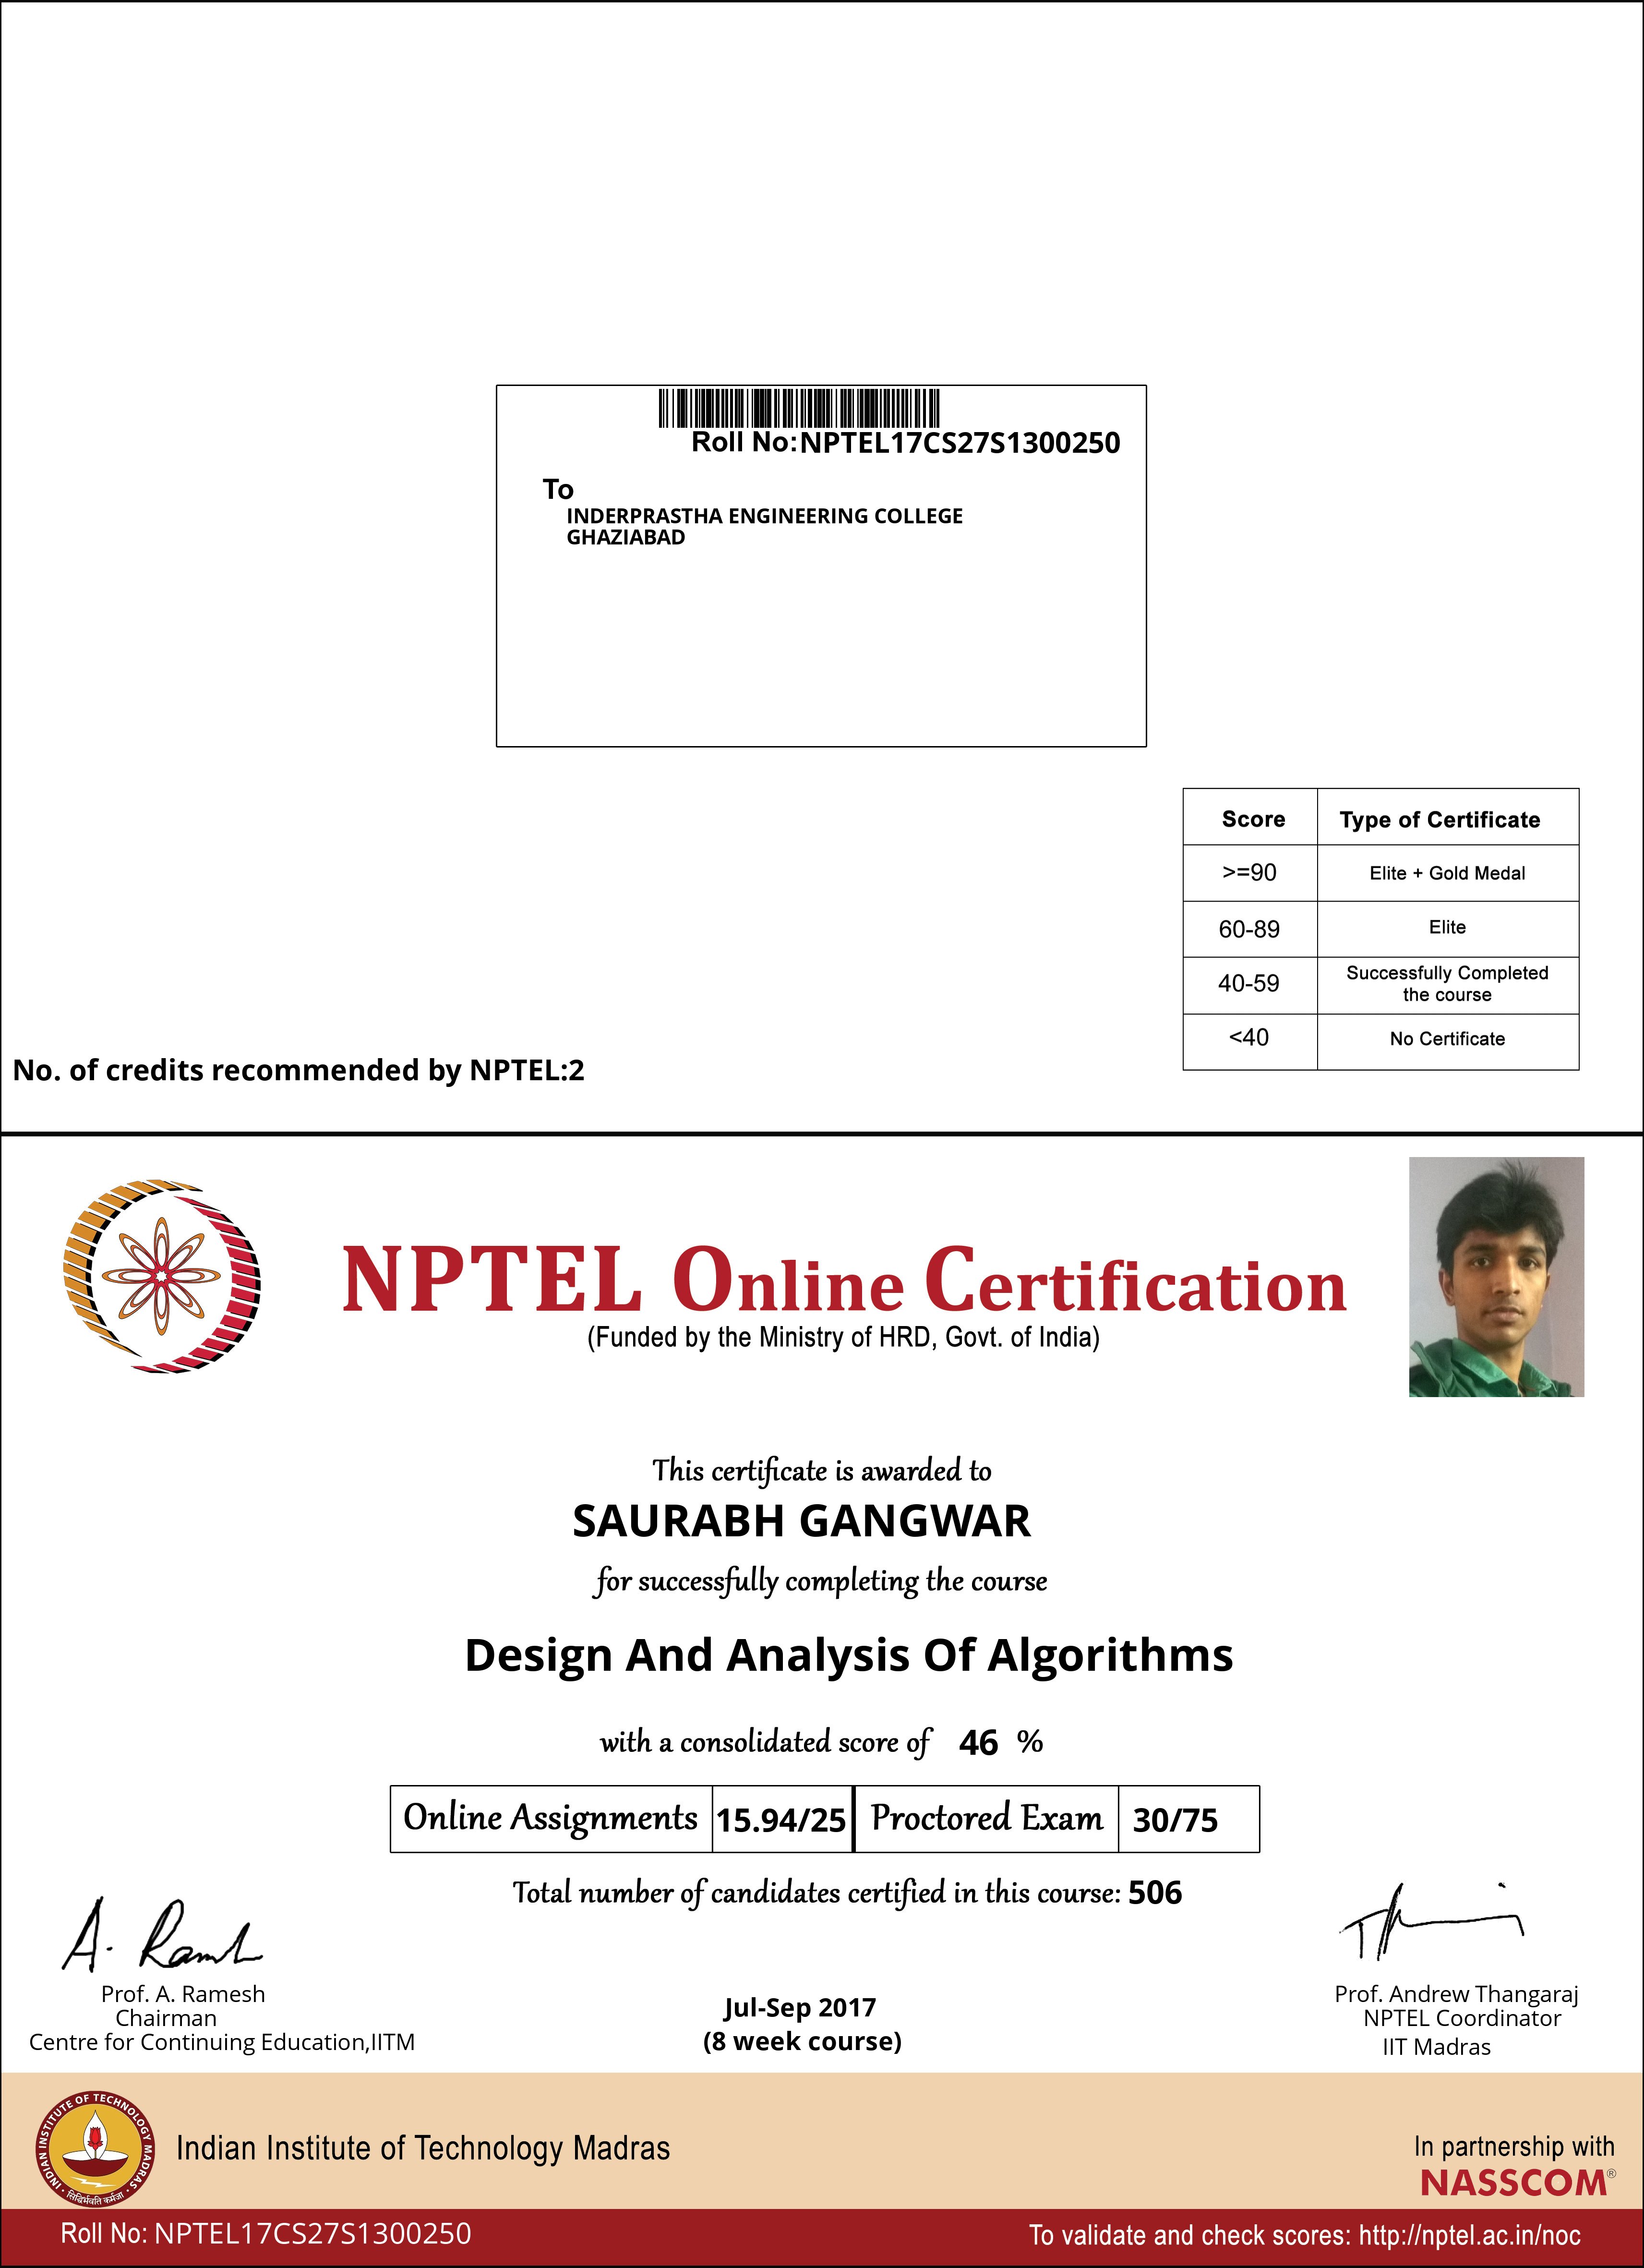 Roll No:NPTEL17CS27S1300250
To
INDERPRASTHA ENGINEERING COLLEGE
GHAZIABAD
Score Type of Certificate
>=90 Elite + Gold Medal
60-89 Elite
40-59 Successfully Completed
the course
<40 No Certificate
No. of credits recommended by NPTEL:2
NPTEL Online Certification
(Funded by the Ministry of HRD, Govt. of India)
This certificate is awarded to
SAURABH GANGWAR
for successfully completing the course
Design And Analysis Of Algorithms
with a consolidated score of 46 %
Online Assignments 15.94/25 Proctored Exam 30/75
Total number of candidates certified in this course: 506
A. Ramesh
Prof. A. Ramesh
Chairman
Centre for Continuing Education,IITM
Jul-Sep 2017
(8 week course)
Prof. Andrew Thangaraj
NPTEL Coordinator
IIT Madras
INDIAN INSTITUTE OF TECHNOLOGY MADRAS
सिद्धिर्भवति कर्मजा
Indian Institute of Technology Madras
In partnership with
NASSCOM®
Roll No: NPTEL17CS27S1300250
To validate and check scores: http://nptel.ac.in/noc